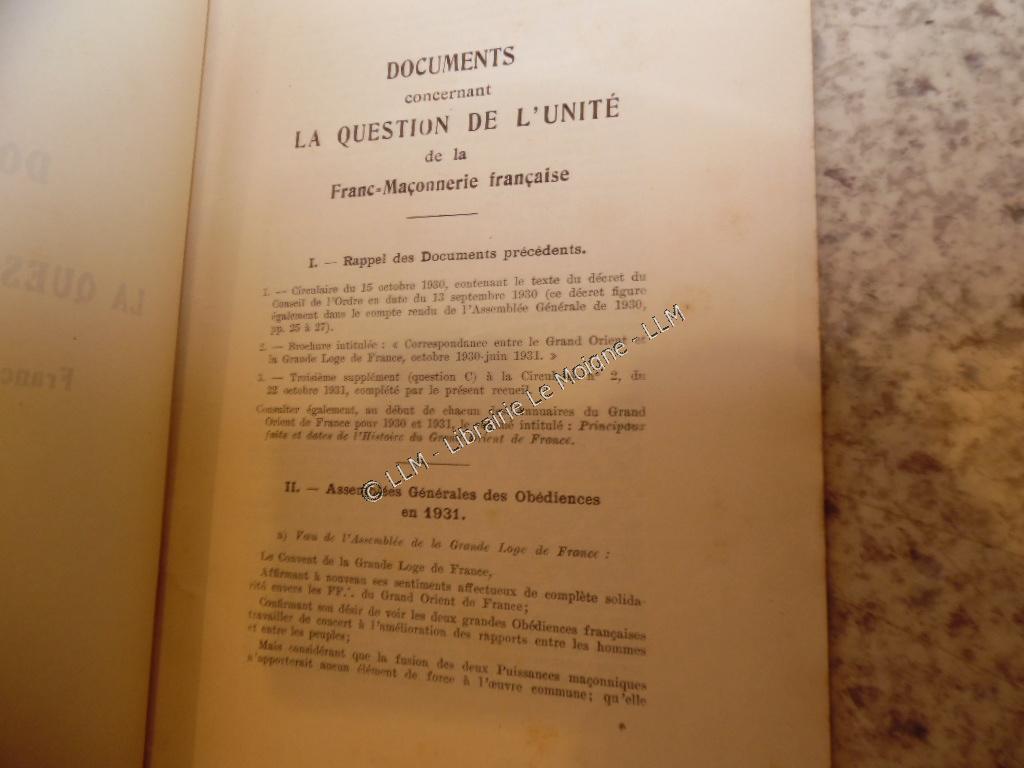 DOCUMENTS
concernant
LA QUESTION DE L'UNITÉ
de la
Franc-Maçonnerie française
I. — Rappel des Documents précédents.
1. — Circulaire du 15 octobre 1930, contenant le texte du décret du
Conseil de l'Ordre en date du 13 septembre 1930 (ce décret figure
également dans le compte rendu de l'Assemblée Générale de 1930,
pp. 25 à 27).
2. — Brochure intitulée : « Correspondance entre le Grand Orient et
la Grande Loge de France, octobre 1930-juin 1931. »
3. — Troisième supplément (question C) à la Circulaire n° 2, du
22 octobre 1931, complété par le présent recueil
Consulter également, au début de chacun des Annuaires du Grand
Orient de France pour 1930 et 1931, le intitulé : Principaux
faits et dates de l'Histoire du Grand Orient de France.
II. — Assemblées Générales des Obédiences
en 1931.
a) Vœu de l'Assemblée de la Grande Loge de France :
Le Convent de la Grande Loge de France,
Affirmant à nouveau ses sentiments affectueux de complète solida-
rité envers les FF∴ du Grand Orient de France;
Confirmant son désir de voir les deux grandes Obédiences françaises
travailler de concert à l'amélioration des rapports entre les hommes
et entre les peuples;
Mais considérant que la fusion des deux Puissances maçonniques
n'apporterait aucun élément de force à l'œuvre commune; qu'elle
© LLM - Librairie Le Moigne - LLM
DO
LA QUES
Franc